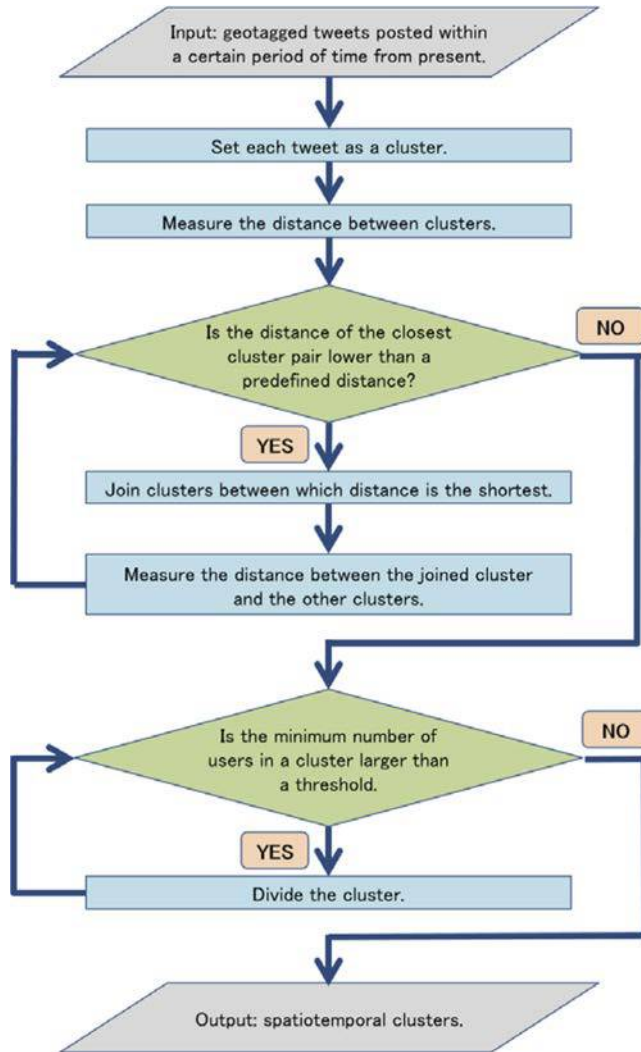 Input: geotagged tweets posted within
a certain period of time from present.
Set each tweet as a cluster.
Measure the distance between clusters.
Is the distance of the closest
cluster pair lower than a
predefined distance?
NO
YES
Join clusters between which distance is the shortest.
Measure the distance between the joined cluster
and the other clusters.
Is the minimum number of
users in a cluster larger than
a threshold.
NO
YES
Divide the cluster.
Output: spatiotemporal clusters.